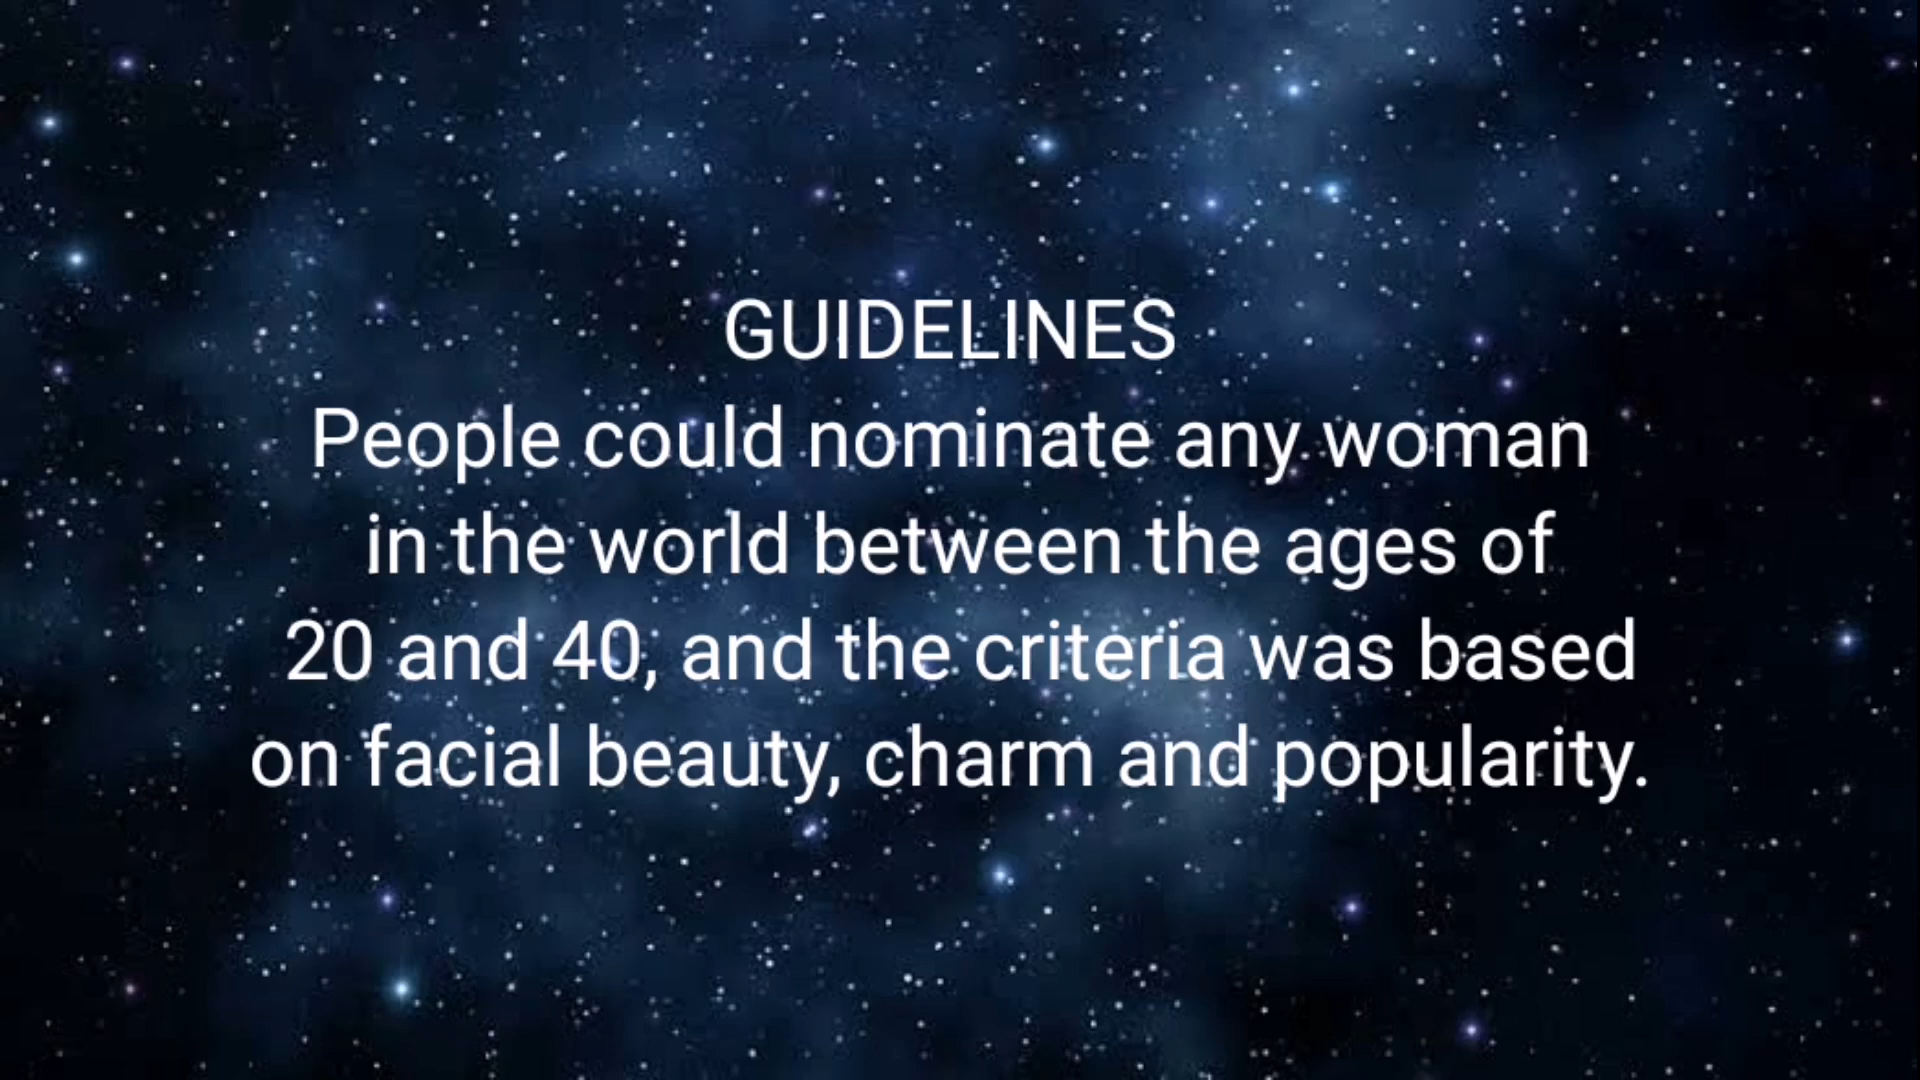 GUIDELINES
People could nominate any woman
in the world between the ages of
20 and 40, and the criteria was based
on facial beauty, charm and popularity.